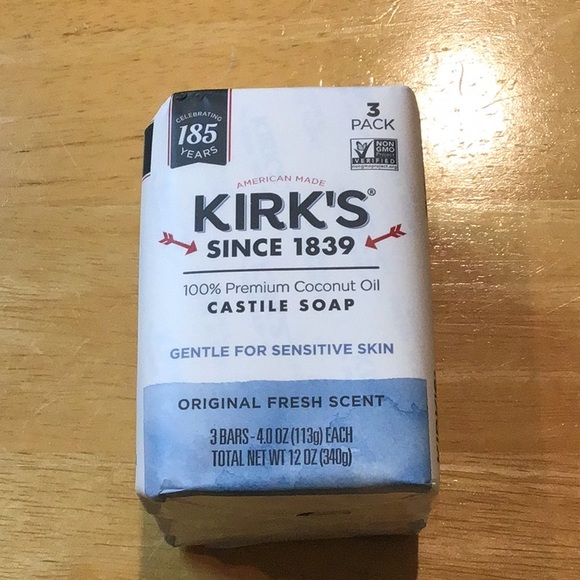 CELEBRATING
185
YEARS
3
PACK
NON
GMO
VERIFIED
AMERICAN MADE
KIRK'S®
SINCE 1839
100% Premium Coconut Oil
CASTILE SOAP
GENTLE FOR SENSITIVE SKIN
ORIGINAL FRESH SCENT
3 BARS - 4.0 OZ (113g) EACH
TOTAL NET WT 12 OZ (340g)